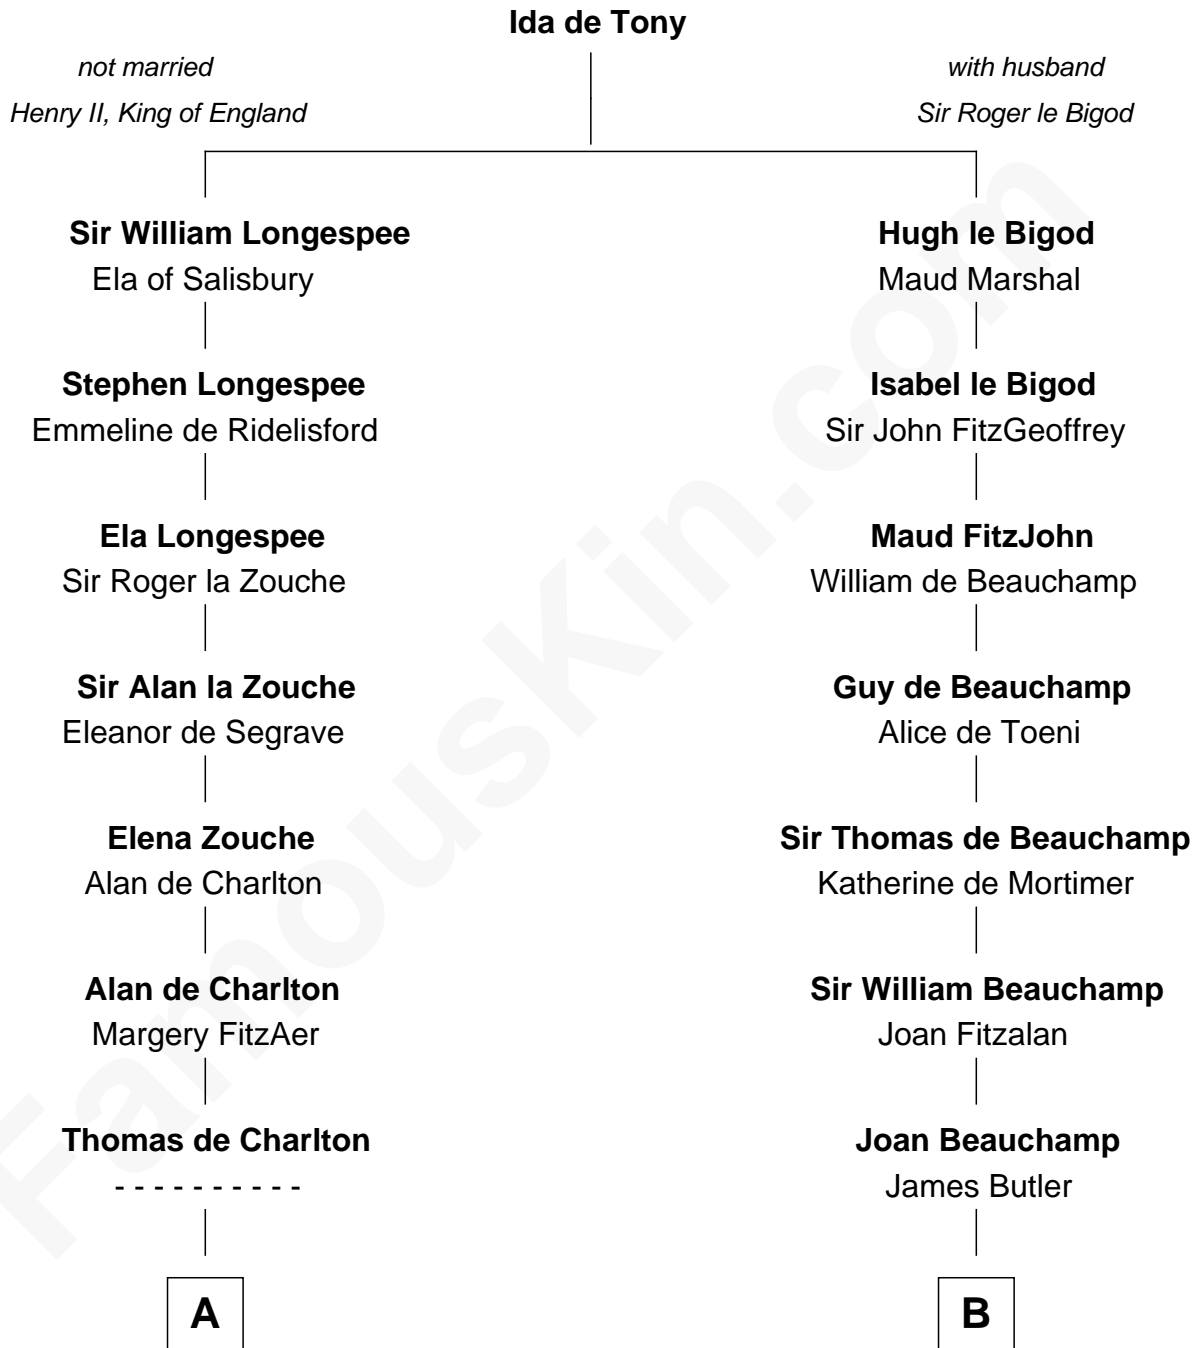 Ida de Tony
not married
Henry II, King of England
with husband
Sir Roger le Bigod
Sir William Longespee
Ela of Salisbury
Hugh le Bigod
Maud Marshal
Stephen Longespee
Emmeline de Ridelisford
Isabel le Bigod
Sir John FitzGeoffrey
Ela Longespee
Sir Roger la Zouche
Maud FitzJohn
William de Beauchamp
Sir Alan la Zouche
Eleanor de Segrave
Guy de Beauchamp
Alice de Toeni
Elena Zouche
Alan de Charlton
Sir Thomas de Beauchamp
Katherine de Mortimer
Alan de Charlton
Margery FitzAer
Sir William Beauchamp
Joan Fitzalan
Thomas de Charlton
- - - - - - - - - -
Joan Beauchamp
James Butler
A
B
FamousKin.com